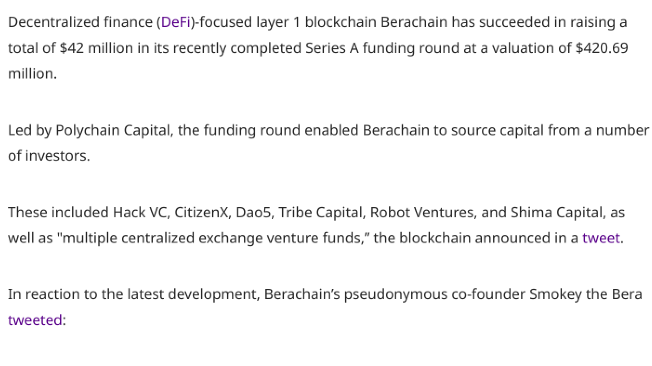 Decentralized finance (DeFi)-focused layer 1 blockchain Berachain has succeeded in raising a
total of $42 million in its recently completed Series A funding round at a valuation of $420.69
million.
Led by Polychain Capital, the funding round enabled Berachain to source capital from a number
of investors.
These included Hack VC, CitizenX, Dao5, Tribe Capital, Robot Ventures, and Shima Capital, as
well as "multiple centralized exchange venture funds,” the blockchain announced in a tweet.
In reaction to the latest development, Berachain’s pseudonymous co-founder Smokey the Bera
tweeted: